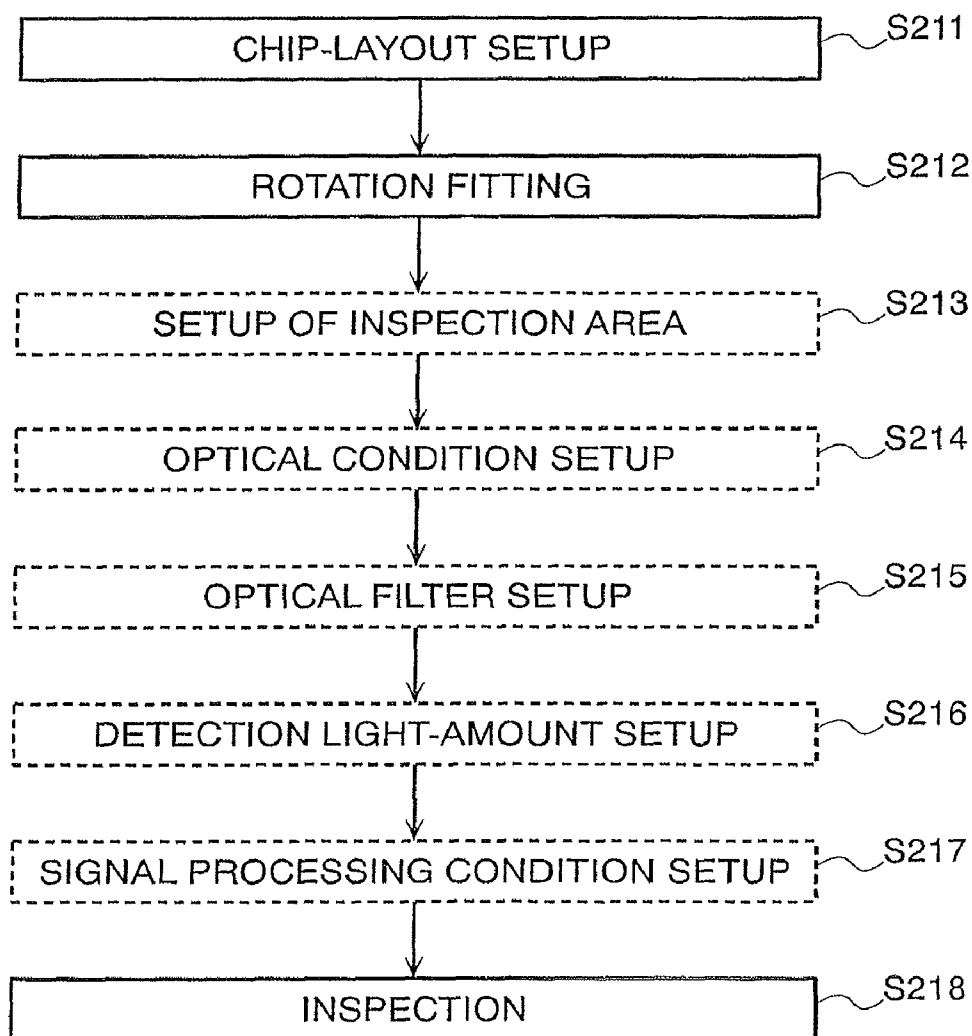 CHIP-LAYOUT SETUP S211
ROTATION FITTING S212
SETUP OF INSPECTION AREA S213
OPTICAL CONDITION SETUP S214
OPTICAL FILTER SETUP S215
DETECTION LIGHT-AMOUNT SETUP S216
SIGNAL PROCESSING CONDITION SETUP S217
INSPECTION S218